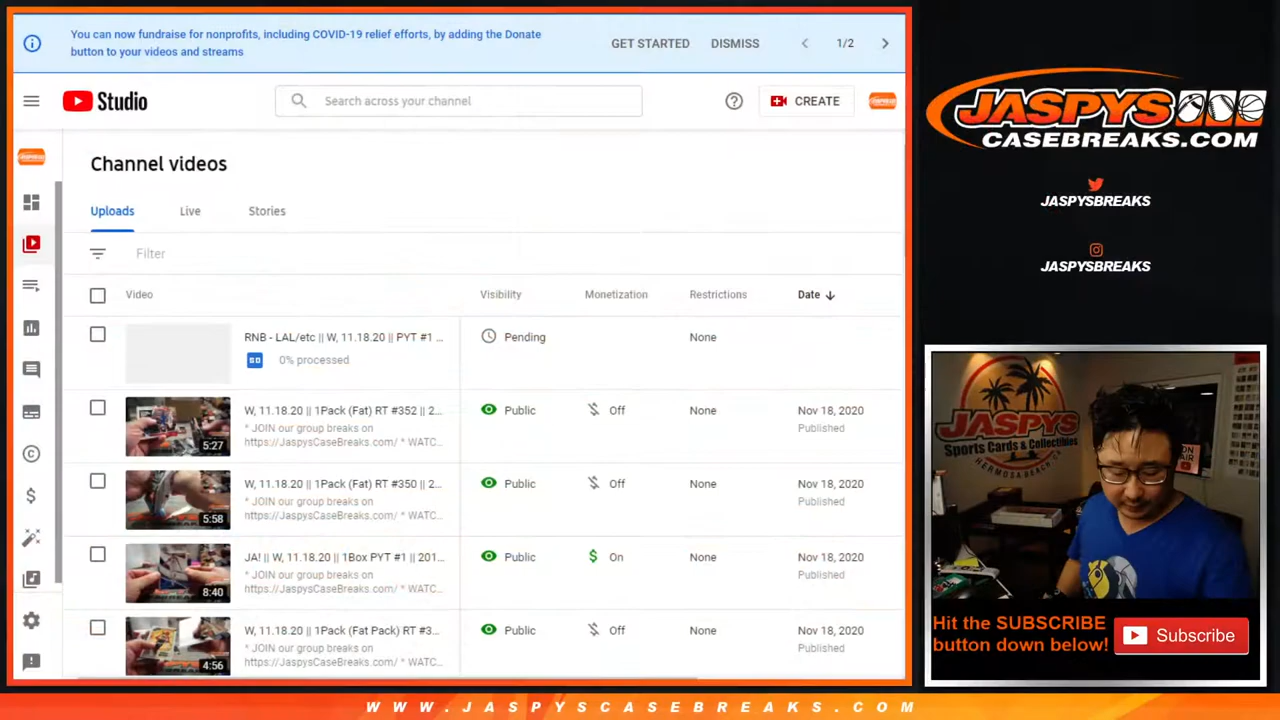 You can now fundraise for nonprofits, including COVID-19 relief efforts, by adding the Donate
button to your videos and streams
GET STARTED
DISMISS
1/2
Studio
Search across your channel
CREATE
Channel videos
Uploads
Live
Stories
Filter
Video
Visibility
Monetization
Restrictions
Date
RNB - LAL/etc || W, 11.18.20 || PYT #1 ...
SD
0% processed
Pending
None
W, 11.18.20 || 1Pack (Fat) RT #352 || 2...
* JOIN our group breaks on
https://JaspysCaseBreaks.com/ * WATC...
5:27
Public
Off
None
Nov 18, 2020
Published
W, 11.18.20 || 1Pack (Fat) RT #350 || 2...
* JOIN our group breaks on
https://JaspysCaseBreaks.com/ * WATC...
5:58
Public
Off
None
Nov 18, 2020
Published
JA! || W, 11.18.20 || 1Box PYT #1 || 201...
* JOIN our group breaks on
https://JaspysCaseBreaks.com/ * WATC...
8:40
Public
On
None
Nov 18, 2020
Published
W, 11.18.20 || 1Pack (Fat Pack) RT #3...
* JOIN our group breaks on
https://JaspysCaseBreaks.com/ * WATC...
4:56
Public
Off
None
Nov 18, 2020
Published
JASPYS
CASEBREAKS.COM
JASPYSBREAKS
JASPYSBREAKS
JASPYS
Sports Cards & Collectibles
HERMOSA BEACH, CA
ON
AIR
Hit the SUBSCRIBE
button down below!
Subscribe
WWW.JASPYSCASEBREAKS.COM